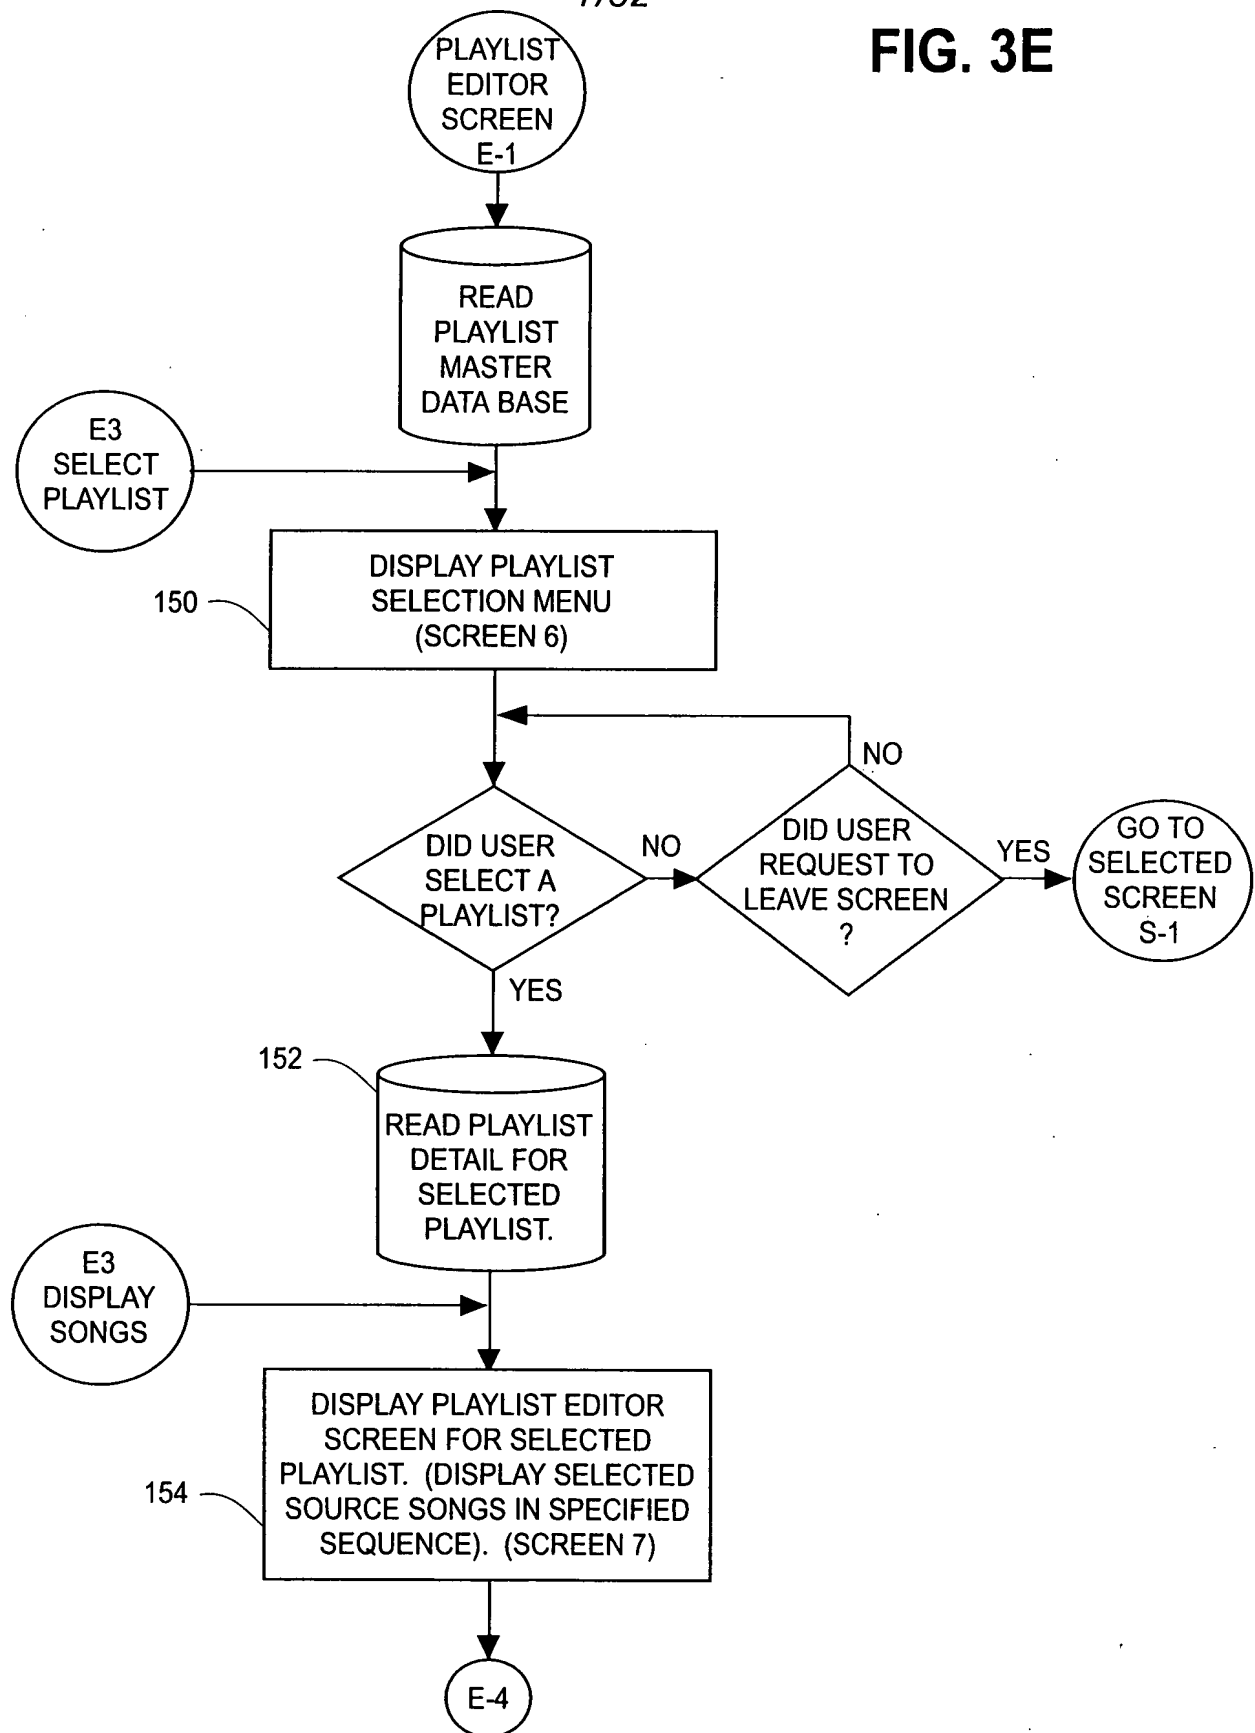 FIG. 3E
PLAYLIST
EDITOR
SCREEN
E-1
READ
PLAYLIST
MASTER
DATA BASE
E3
SELECT
PLAYLIST
150
DISPLAY PLAYLIST
SELECTION MENU
(SCREEN 6)
NO
DID USER
SELECT A
PLAYLIST?
NO
DID USER
REQUEST TO
LEAVE SCREEN
?
YES
GO TO
SELECTED
SCREEN
S-1
YES
152
READ PLAYLIST
DETAIL FOR
SELECTED
PLAYLIST.
E3
DISPLAY
SONGS
154
DISPLAY PLAYLIST EDITOR
SCREEN FOR SELECTED
PLAYLIST. (DISPLAY SELECTED
SOURCE SONGS IN SPECIFIED
SEQUENCE). (SCREEN 7)
E-4